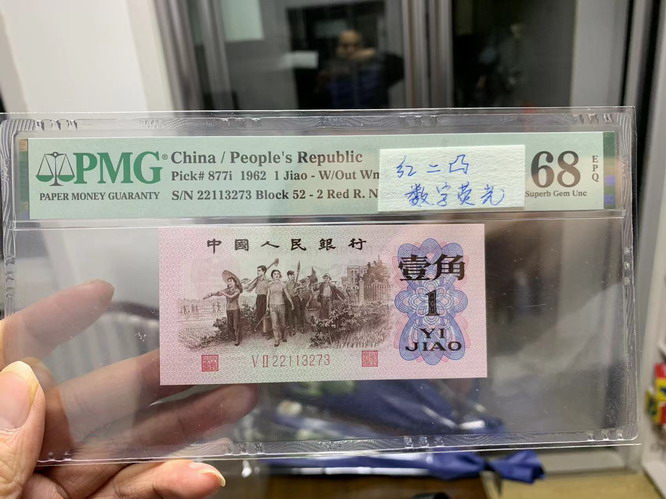 PMG® China / People's Republic
PAPER MONEY GUARANTY
Pick# 877i 1962 1 Jiao - W/Out Wm
S/N 22113273 Block 52 - 2 Red R. N
红二凸
数字荧光
68 EPQ
Superb Gem Unc
中國人民銀行
壹角
1
YI
JIAO
VII 22113273